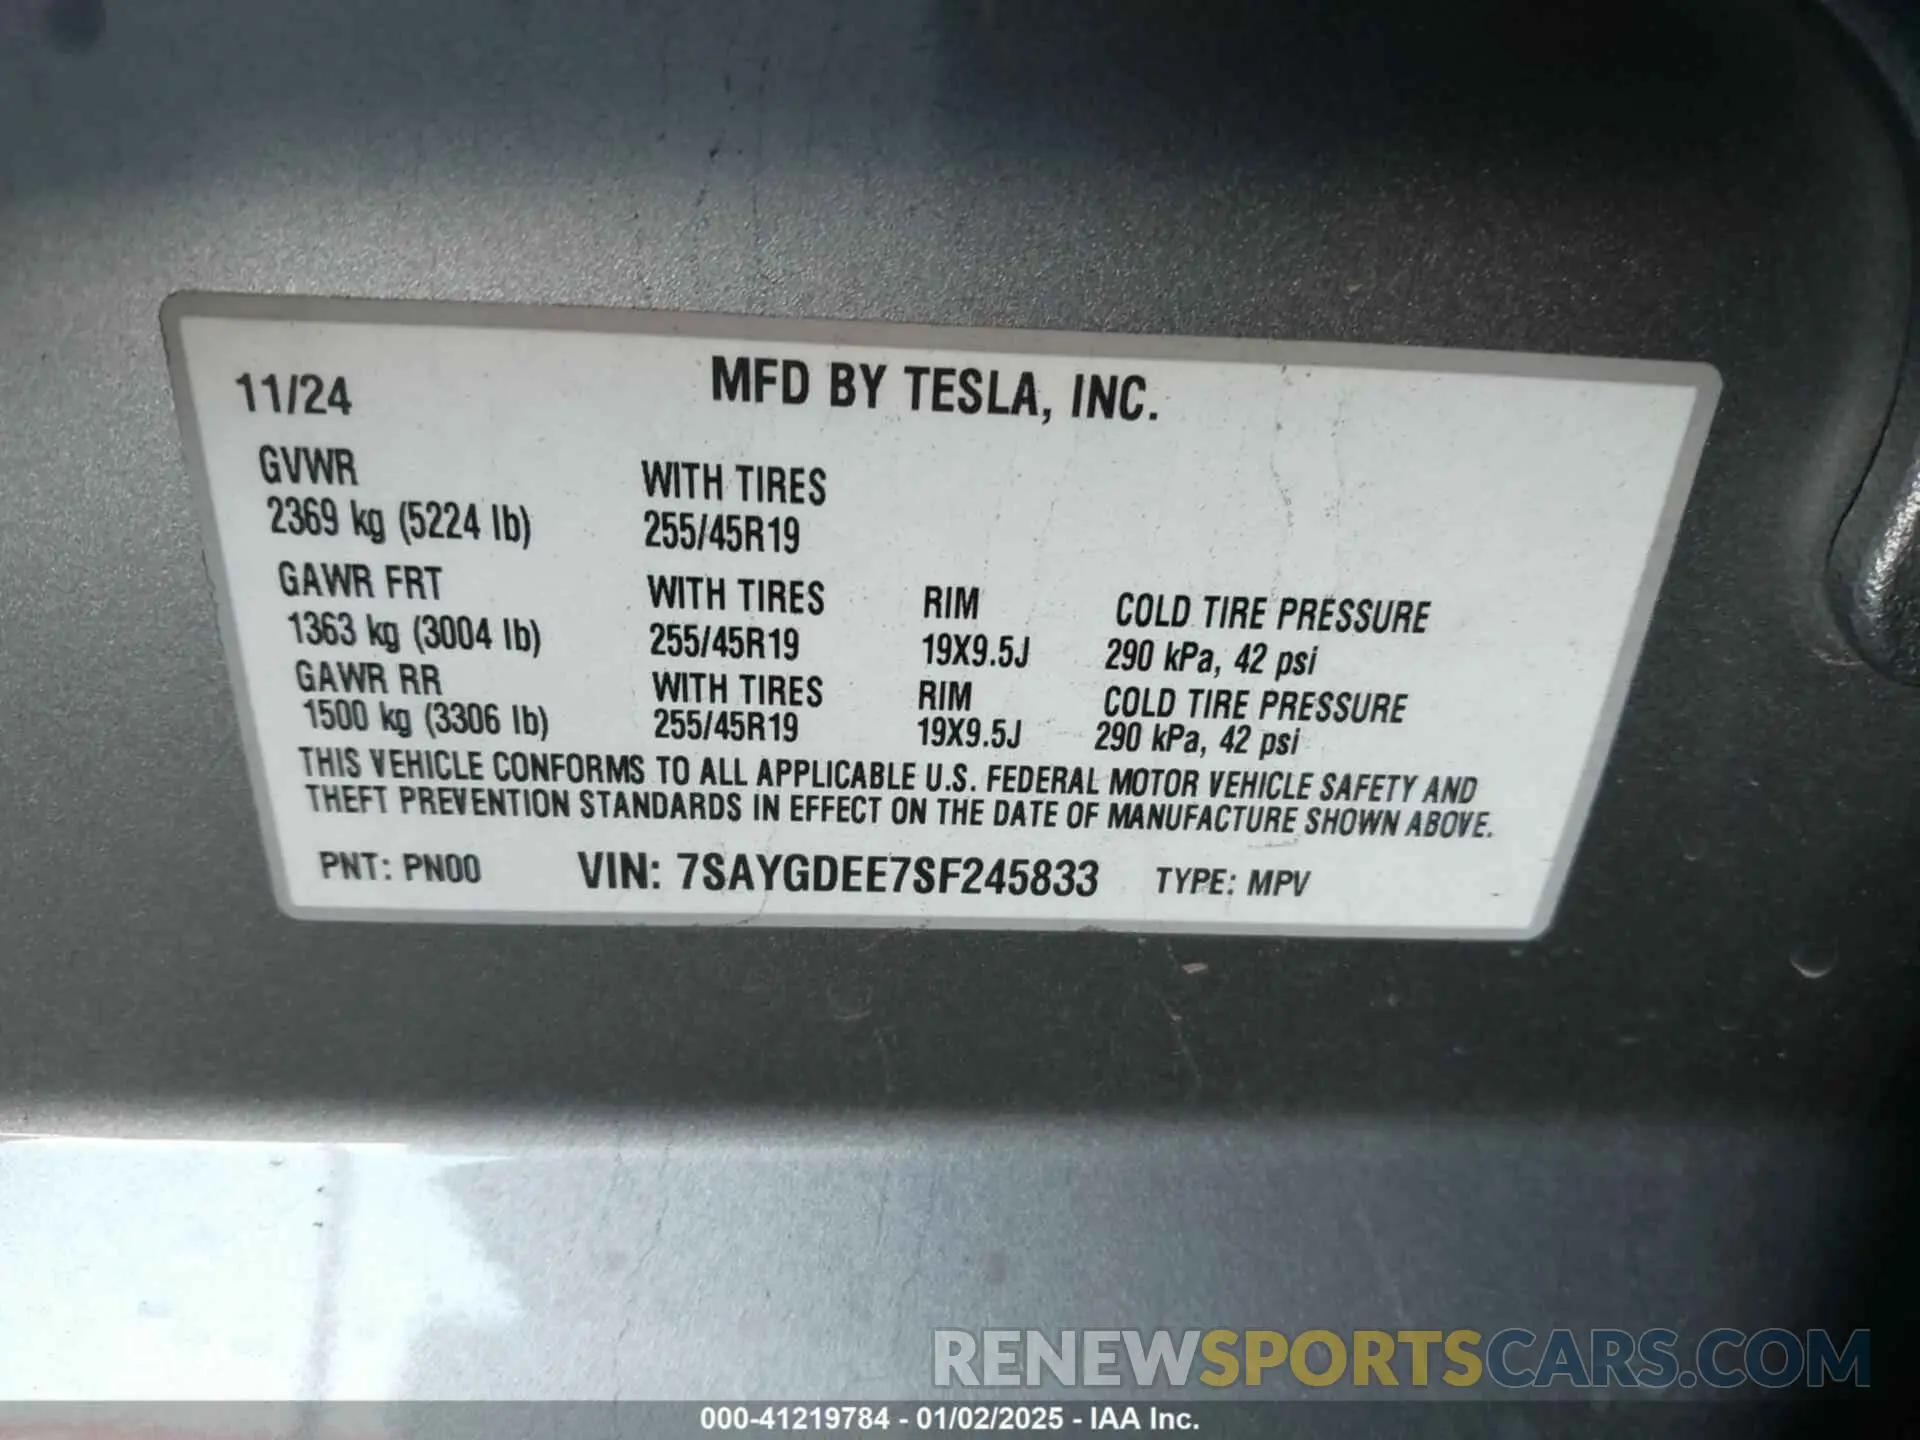 11/24 MFD BY TESLA, INC.
GVWR WITH TIRES
2369 kg (5224 lb) 255/45R19
GAWR FRT WITH TIRES RIM COLD TIRE PRESSURE
1363 kg (3004 lb) 255/45R19 19X9.5J 290 kPa, 42 psi
GAWR RR WITH TIRES RIM COLD TIRE PRESSURE
1500 kg (3306 lb) 255/45R19 19X9.5J 290 kPa, 42 psi
THIS VEHICLE CONFORMS TO ALL APPLICABLE U.S. FEDERAL MOTOR VEHICLE SAFETY AND
THEFT PREVENTION STANDARDS IN EFFECT ON THE DATE OF MANUFACTURE SHOWN ABOVE.
PNT: PN00 VIN: 7SAYGDEE7SF245833 TYPE: MPV
RENEWSPORTSCARS.COM
000-41219784 - 01/02/2025 - IAA Inc.